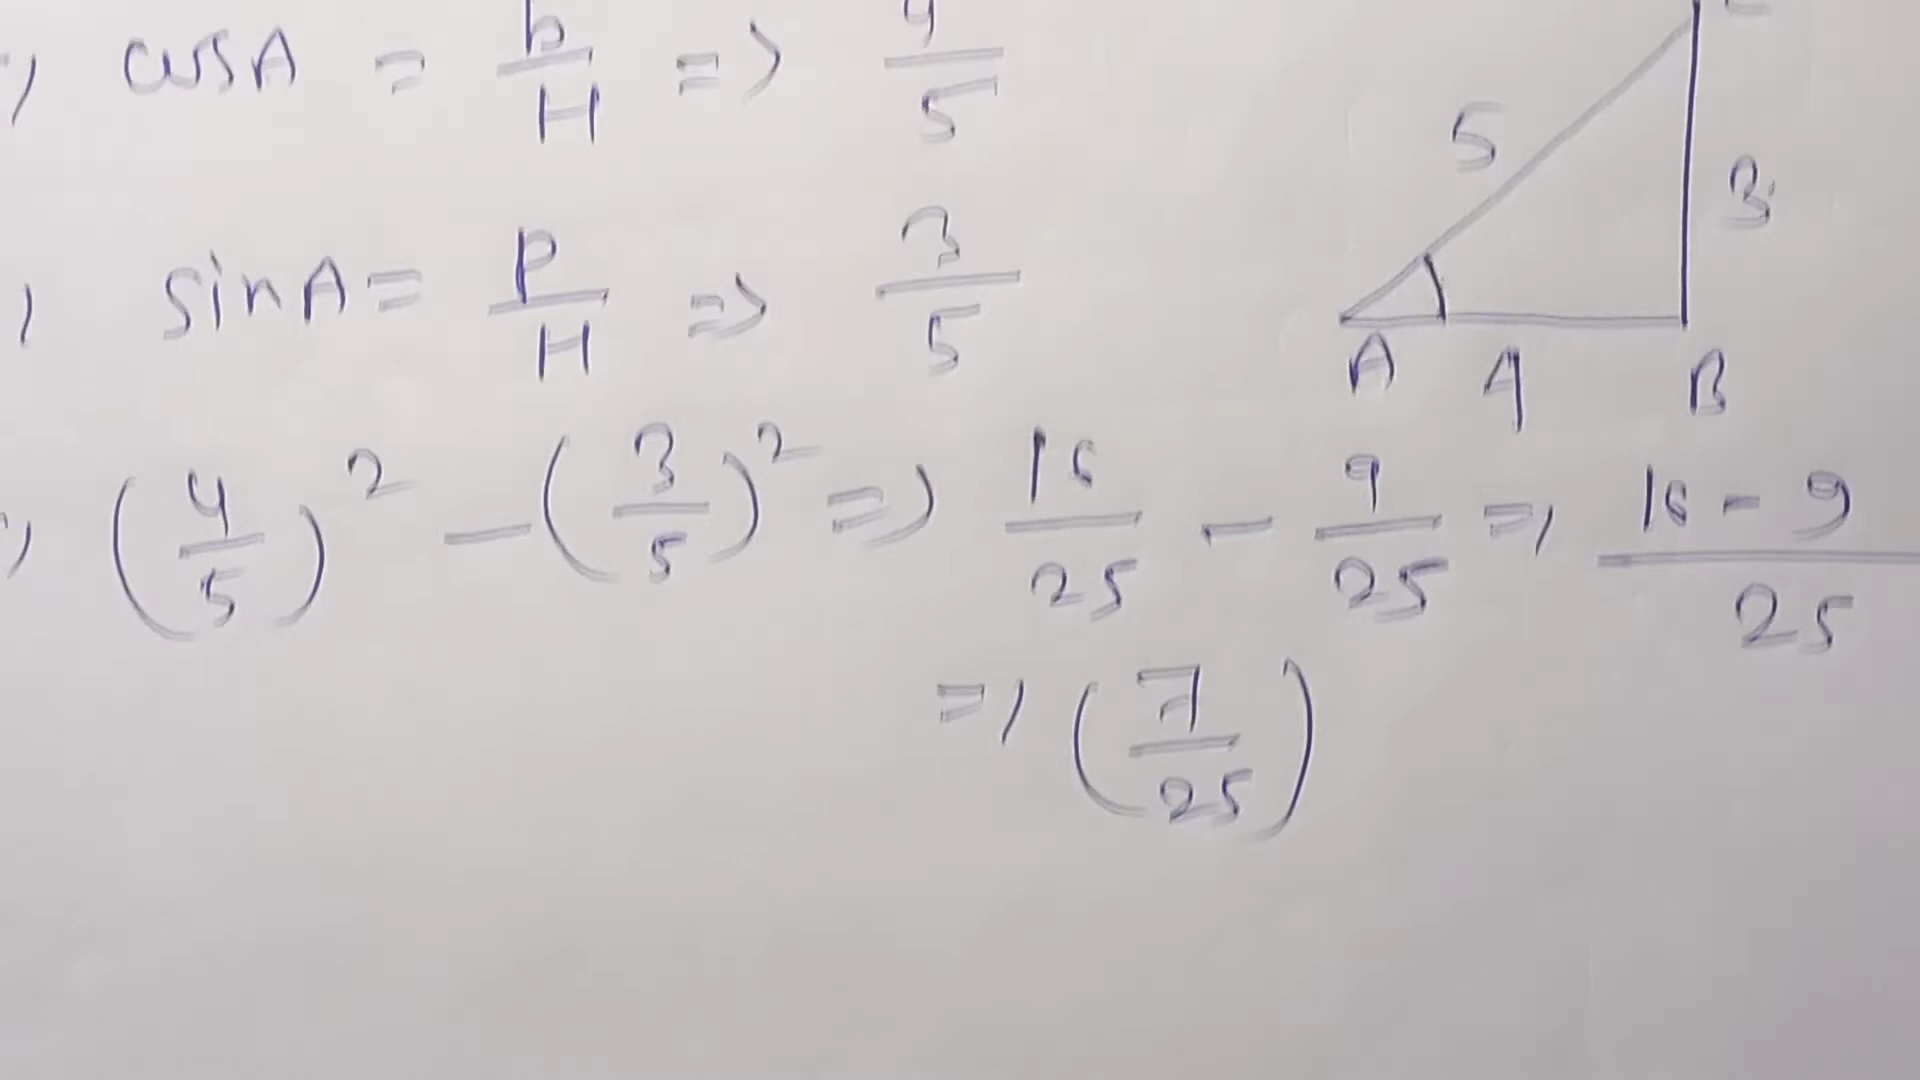 cosA = b/H => 4/5
sinA = P/H => 3/5
(4/5)² - (3/5)² => 16/25 - 9/25 => 16 - 9/25
=> (7/25)
5
3
A 4 B